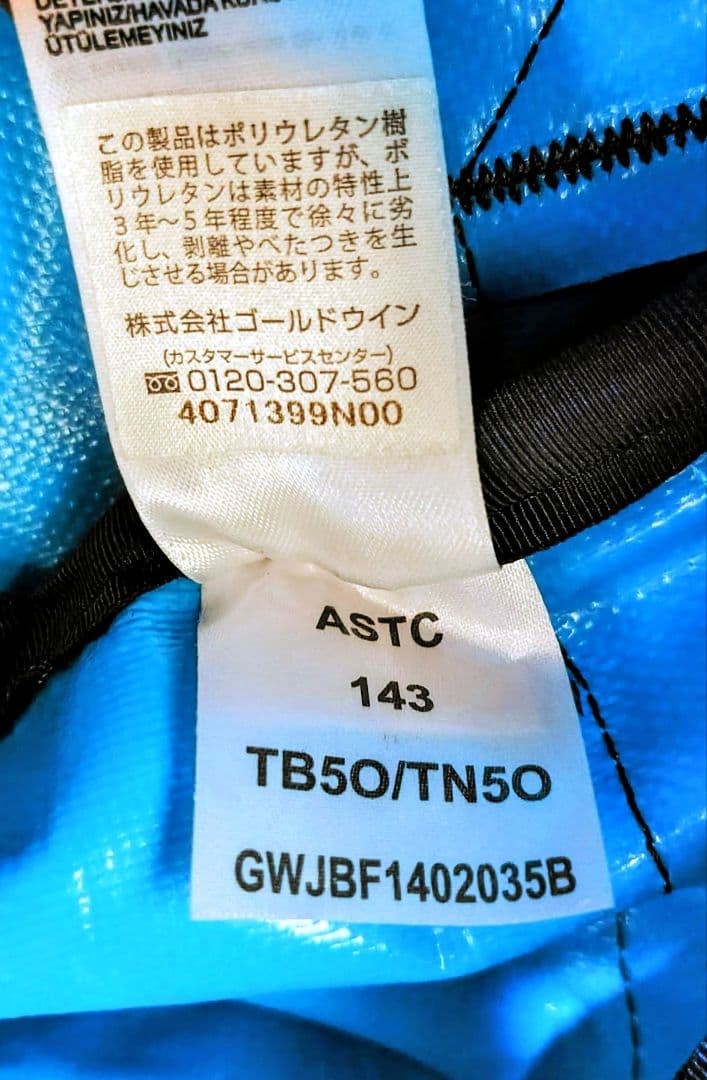 YAPINIZ/HAVADA
ÜTÜLEMEYINIZ
この製品はポリウレタン樹
脂を使用していますが、ポ
リウレタンは素材の特性上
3年〜5年程度で徐々に劣
化し、剥離やべたつきを生
じさせる場合があります。
株式会社ゴールドウイン
(カスタマーサービスセンター)
0120-307-560
4071399N00
ASTC
143
TB5O/TN5O
GWJBF1402035B